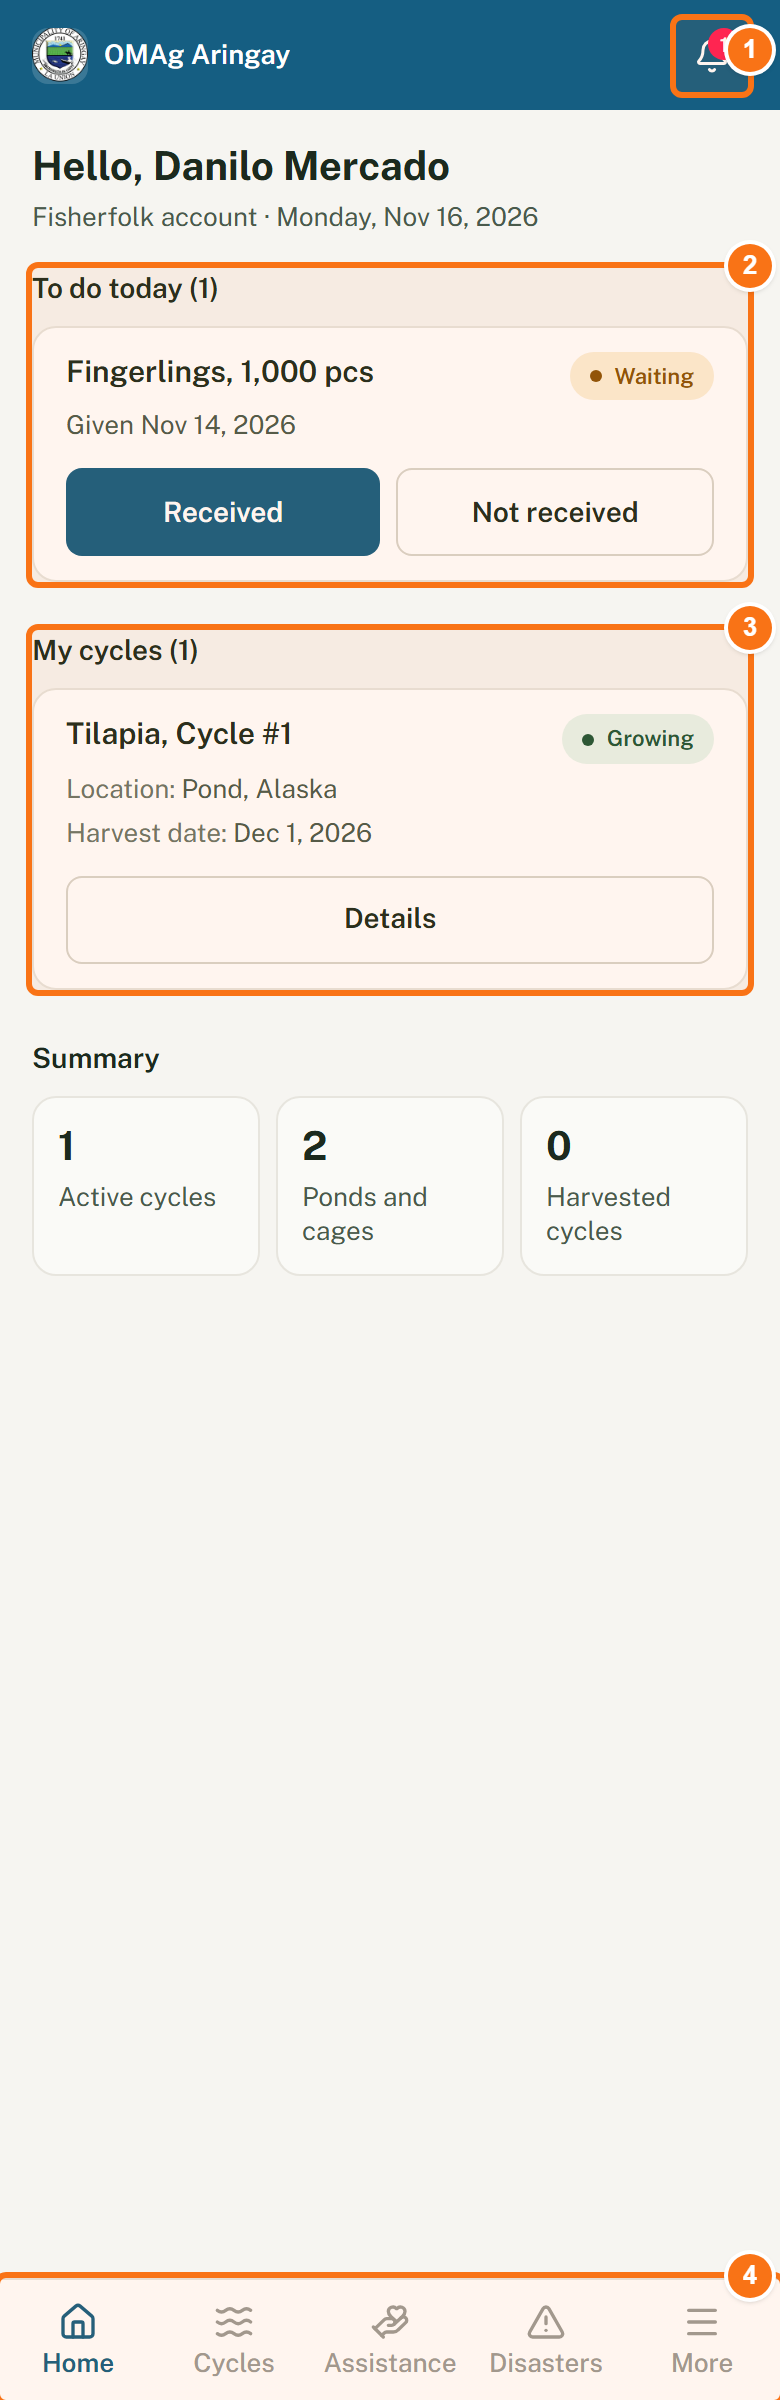 OMAg Aringay
1
Hello, Danilo Mercado
Fisherfolk account · Monday, Nov 16, 2026
2
To do today (1)
Fingerlings, 1,000 pcs
Waiting
Given Nov 14, 2026
Received
Not received
3
My cycles (1)
Tilapia, Cycle #1
Growing
Location: Pond, Alaska
Harvest date: Dec 1, 2026
Details
Summary
1
Active cycles
2
Ponds and
cages
0
Harvested
cycles
4
Home
Cycles
Assistance
Disasters
More